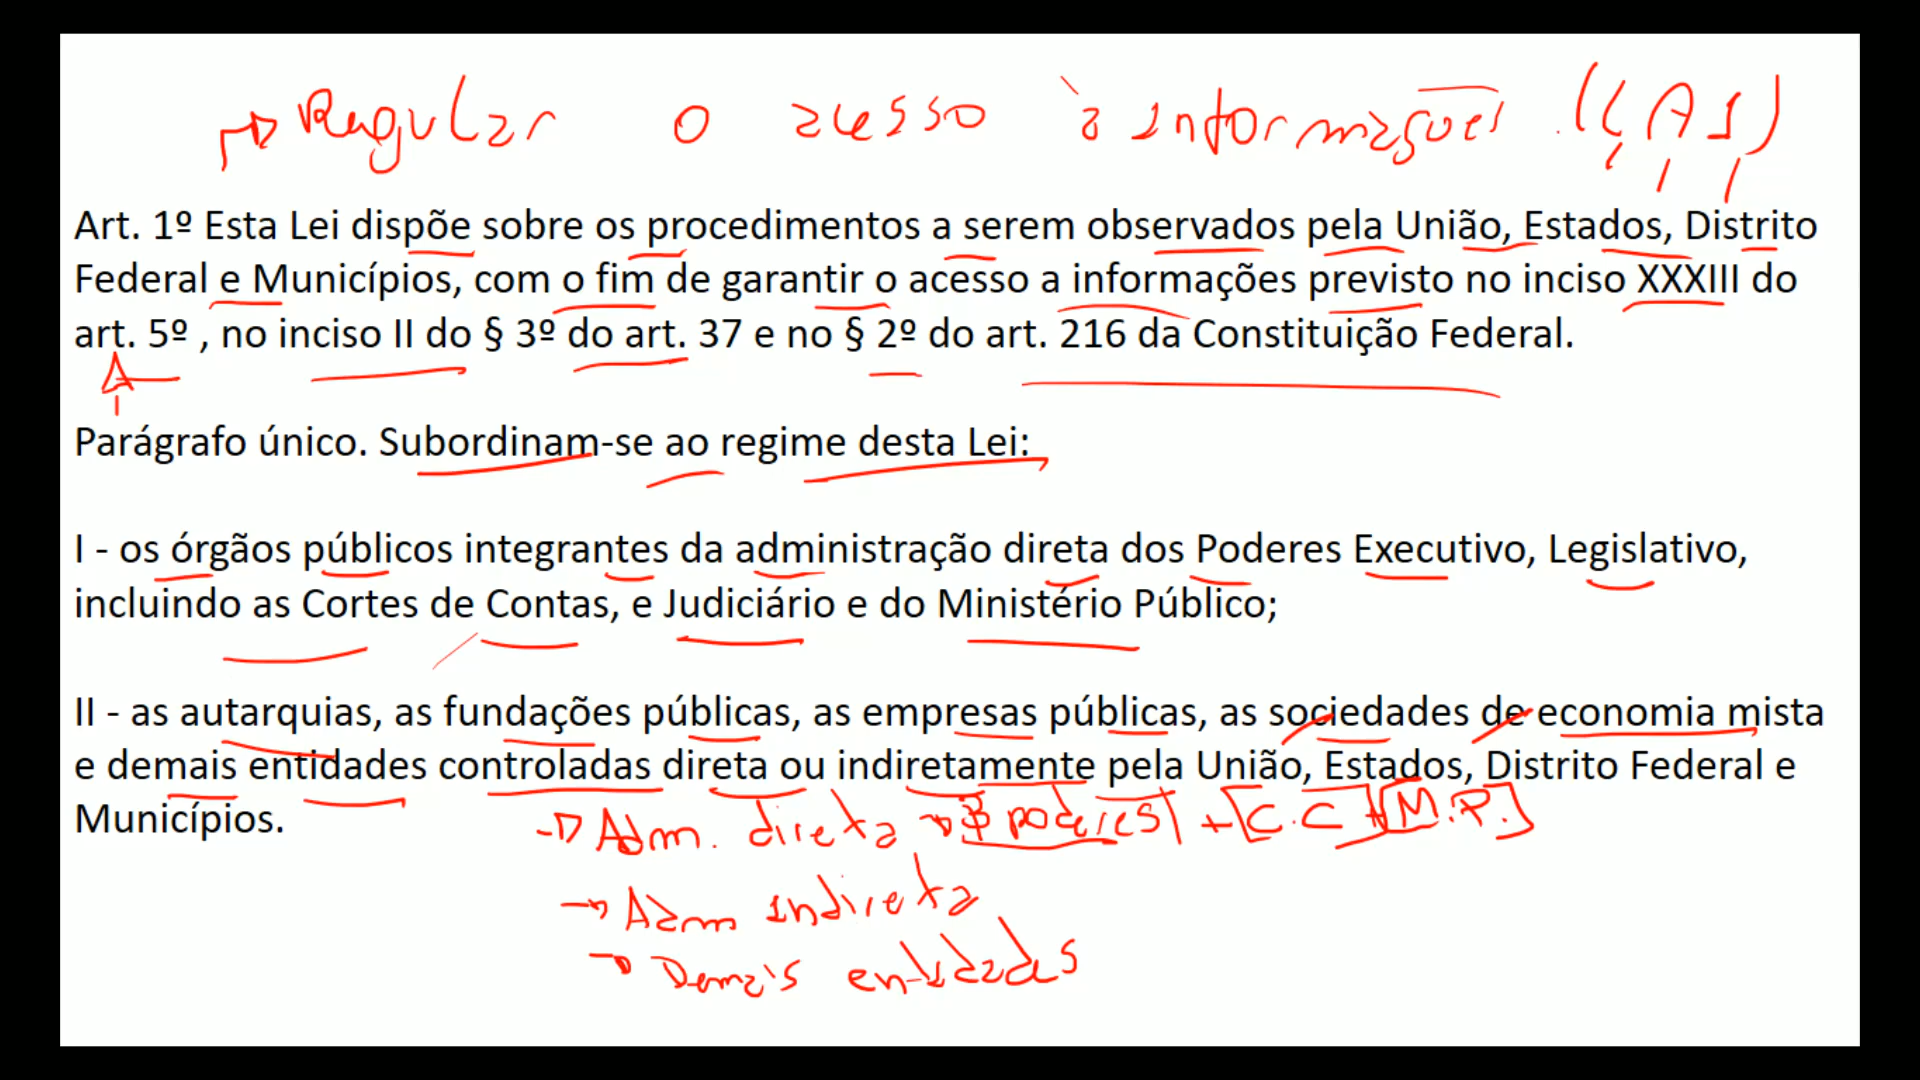 → Regular o acesso à informações. (LAI)
Art. 1º Esta Lei dispõe sobre os procedimentos a serem observados pela União, Estados, Distrito
Federal e Municípios, com o fim de garantir o acesso a informações previsto no inciso XXXIII do
art. 5º , no inciso II do § 3º do art. 37 e no § 2º do art. 216 da Constituição Federal.
Parágrafo único. Subordinam-se ao regime desta Lei:
I - os órgãos públicos integrantes da administração direta dos Poderes Executivo, Legislativo,
incluindo as Cortes de Contas, e Judiciário e do Ministério Público;
II - as autarquias, as fundações públicas, as empresas públicas, as sociedades de economia mista
e demais entidades controladas direta ou indiretamente pela União, Estados, Distrito Federal e
Municípios.
→ Adm. direta → 3 poderes + [C.C] + [M.P.]
→ Adm indireta
→ Demais entidades